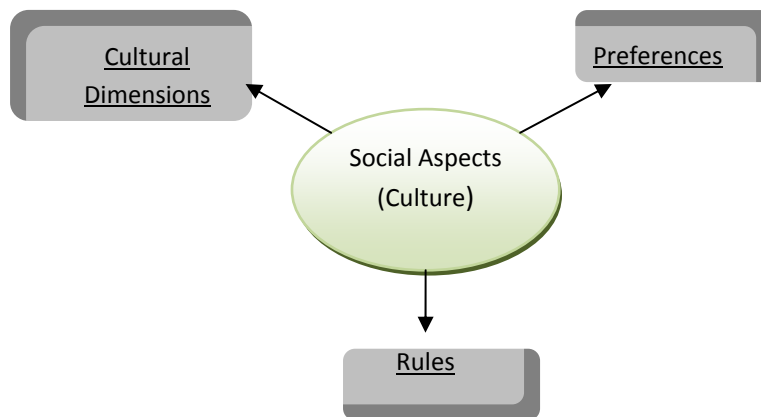 Cultural
Dimensions
Preferences
Social Aspects
(Culture)
Rules